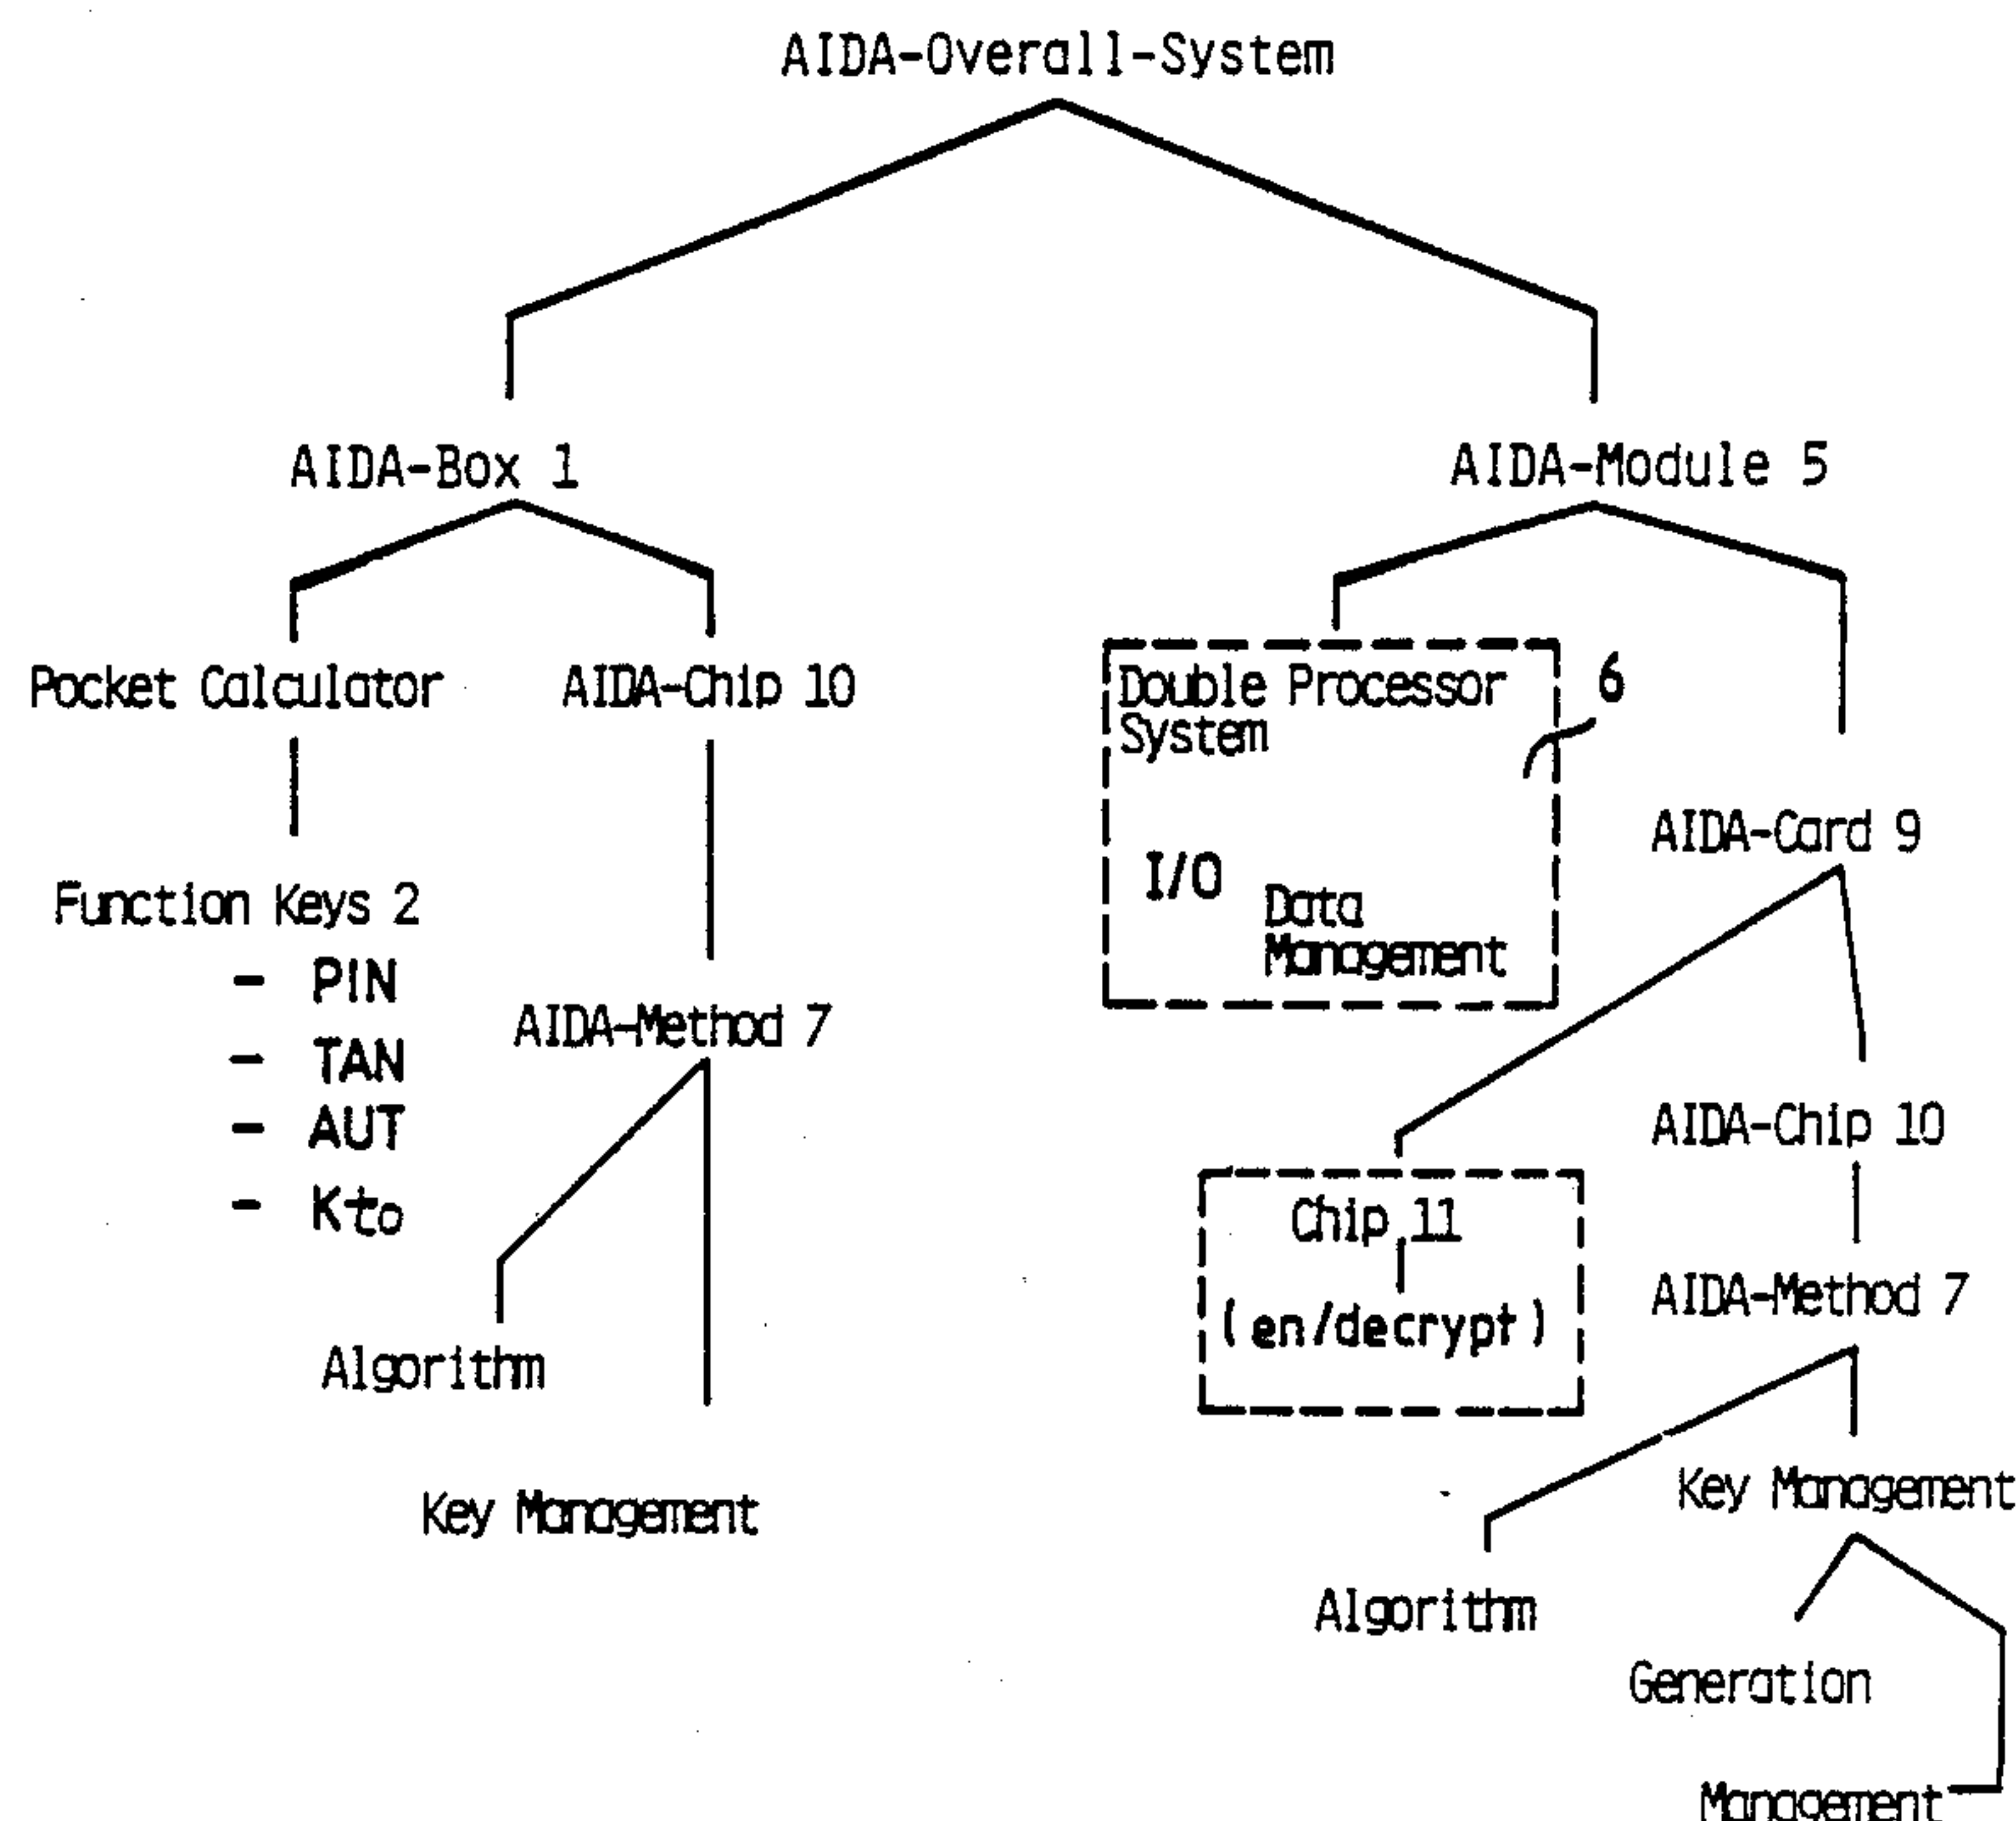 AIDA-Overall-System
AIDA-Box 1
AIDA-Module 5
Pocket Calculator
AIDA-Chip 10
Double Processor
System
6
I/O
Data
Management
AIDA-Card 9
Function Keys 2
- PIN
- TAN
- AUT
- Kto
AIDA-Method 7
AIDA-Chip 10
Chip 11
(en/decrypt)
AIDA-Method 7
Algorithm
Key Management
Key Management
Algorithm
Generation
Management